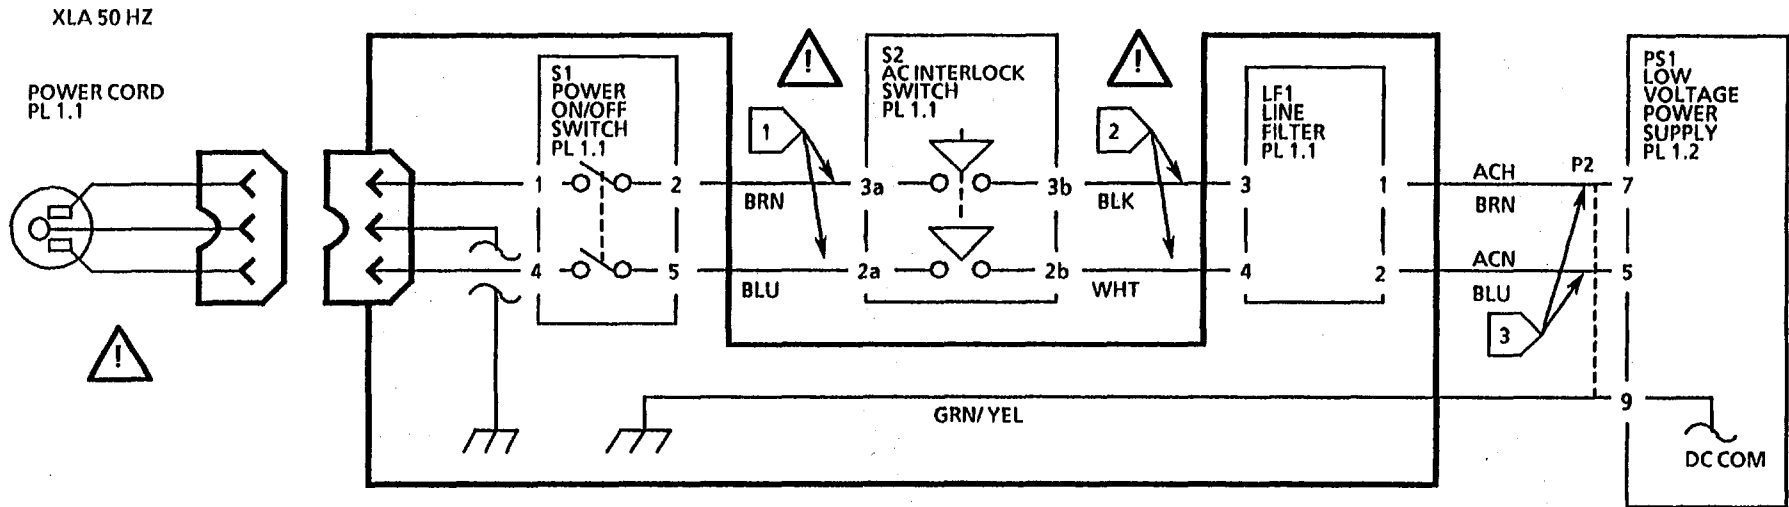 XLA 50 HZ
POWER CORD
PL 1.1
!
S1
POWER
ON/OFF
SWITCH
PL 1.1
1
2
4
5
BRN
BLU
1
!
S2
AC INTERLOCK
SWITCH
PL 1.1
3a
3b
2a
2b
!
2
BLK
WHT
LF1
LINE
FILTER
PL 1.1
3
1
4
2
ACH
BRN
ACN
BLU
P2
3
PS1
LOW
VOLTAGE
POWER
SUPPLY
PL 1.2
7
5
9
GRN/YEL
DC COM